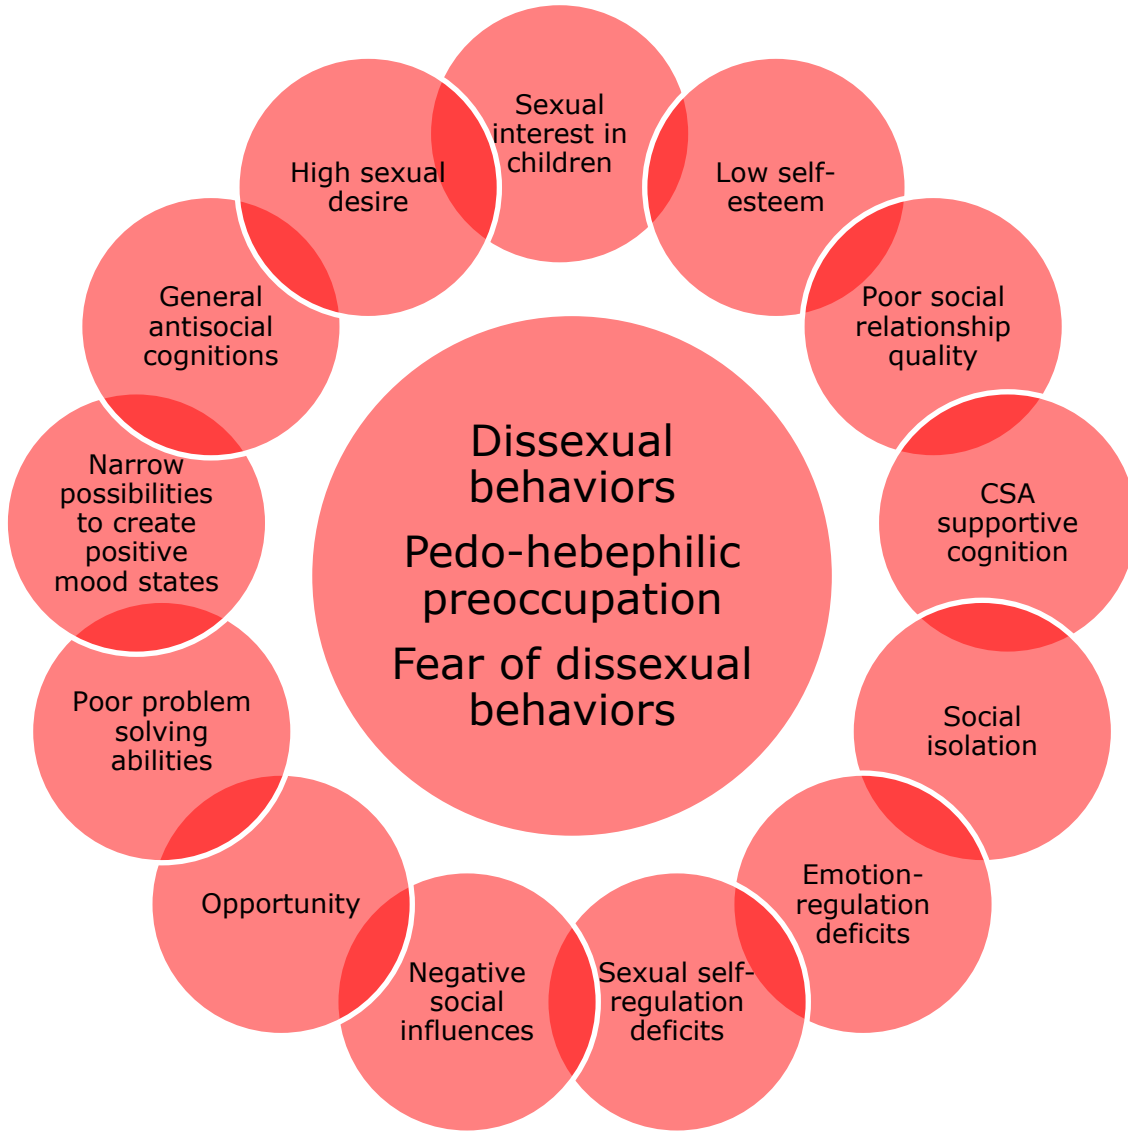 Sexual
interest in
children
Low self-
esteem
Poor social
relationship
quality
CSA
supportive
cognition
Social
isolation
Emotion-
regulation
deficits
Sexual self-
regulation
deficits
Negative
social
influences
Opportunity
Poor problem
solving
abilities
Narrow
possibilities
to create
positive
mood states
General
antisocial
cognitions
High sexual
desire
Dissexual
behaviors
Pedo-hebephilic
preoccupation
Fear of dissexual
behaviors